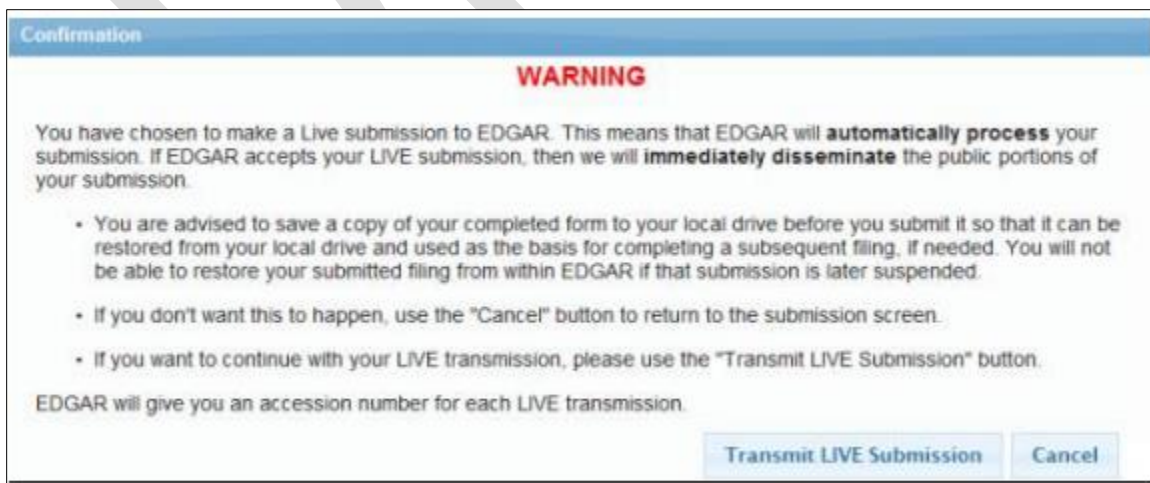 Confirmation
WARNING
You have chosen to make a Live submission to EDGAR. This means that EDGAR will automatically process your
submission. If EDGAR accepts your LIVE submission, then we will immediately disseminate the public portions of
your submission.
• You are advised to save a copy of your completed form to your local drive before you submit it so that it can be
restored from your local drive and used as the basis for completing a subsequent filing, if needed. You will not
be able to restore your submitted filing from within EDGAR if that submission is later suspended.
• If you don't want this to happen, use the "Cancel" button to return to the submission screen.
• If you want to continue with your LIVE transmission, please use the "Transmit LIVE Submission" button.
EDGAR will give you an accession number for each LIVE transmission.
Transmit LIVE Submission Cancel